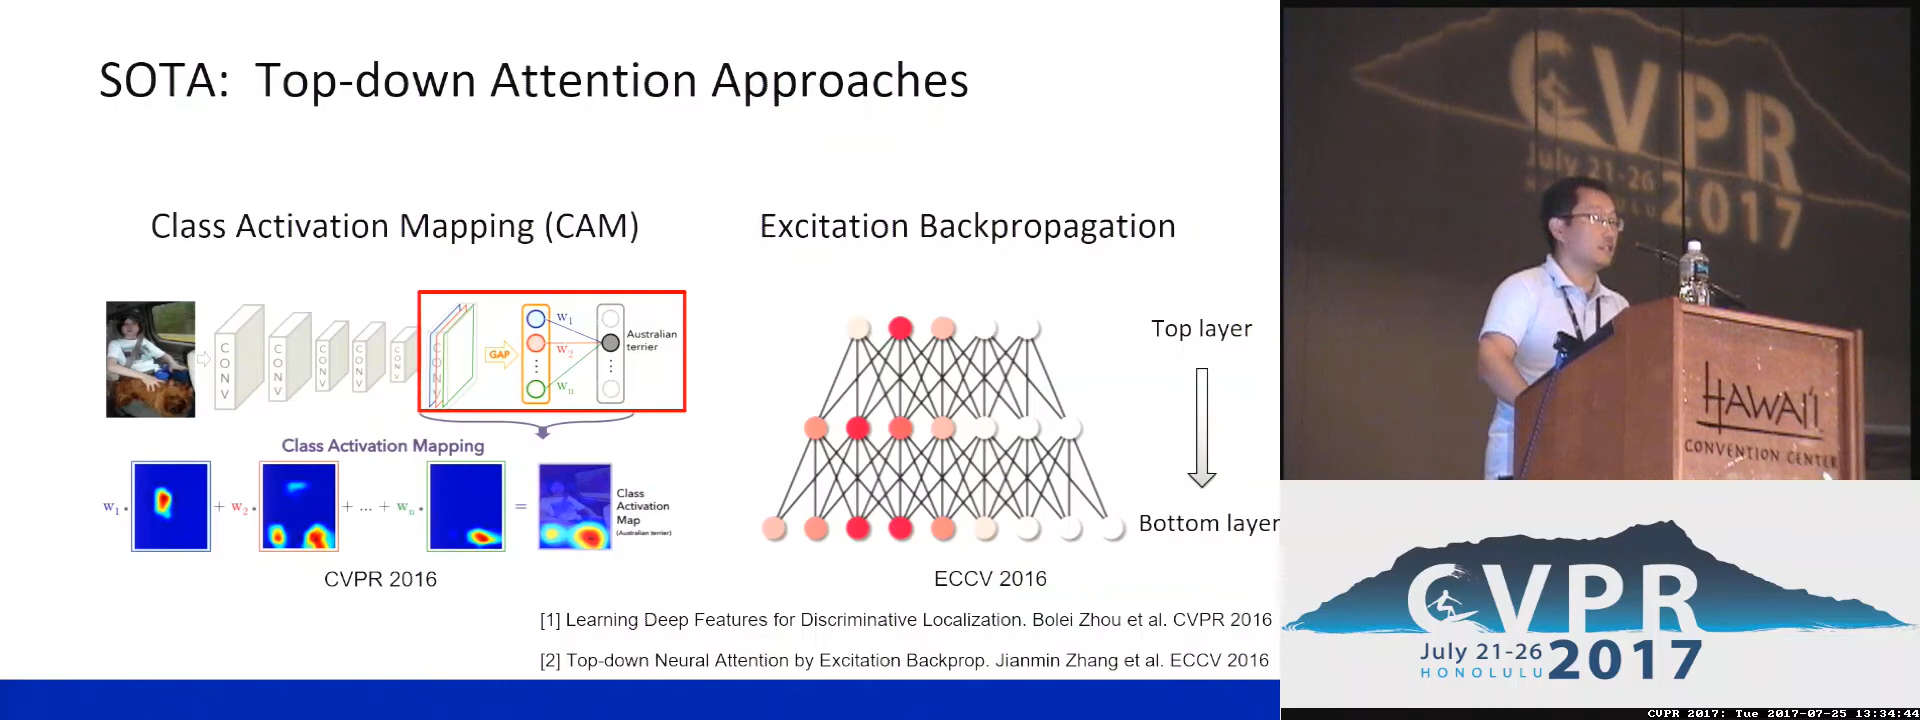 SOTA: Top-down Attention Approaches
Class Activation Mapping (CAM)
Excitation Backpropagation
CONV
CONV
CONV
CONV
CONV
CONV
GAP
w1
w2
wn
Australian
terrier
Class Activation Mapping
w1 • + w2 • + ... + wn • =
Class
Activation
Map
(Australian terrier)
CVPR 2016
Top layer
Bottom layer
ECCV 2016
[1] Learning Deep Features for Discriminative Localization. Bolei Zhou et al. CVPR 2016
[2] Top-down Neural Attention by Excitation Backprop. Jianmin Zhang et al. ECCV 2016
CVPR
July 21-26
2017
HAWAI'I
CONVENTION CENTER
CVPR
July 21-26
HONOLULU
2017
CVPR 2017: Tue 2017-07-25 13:34:44